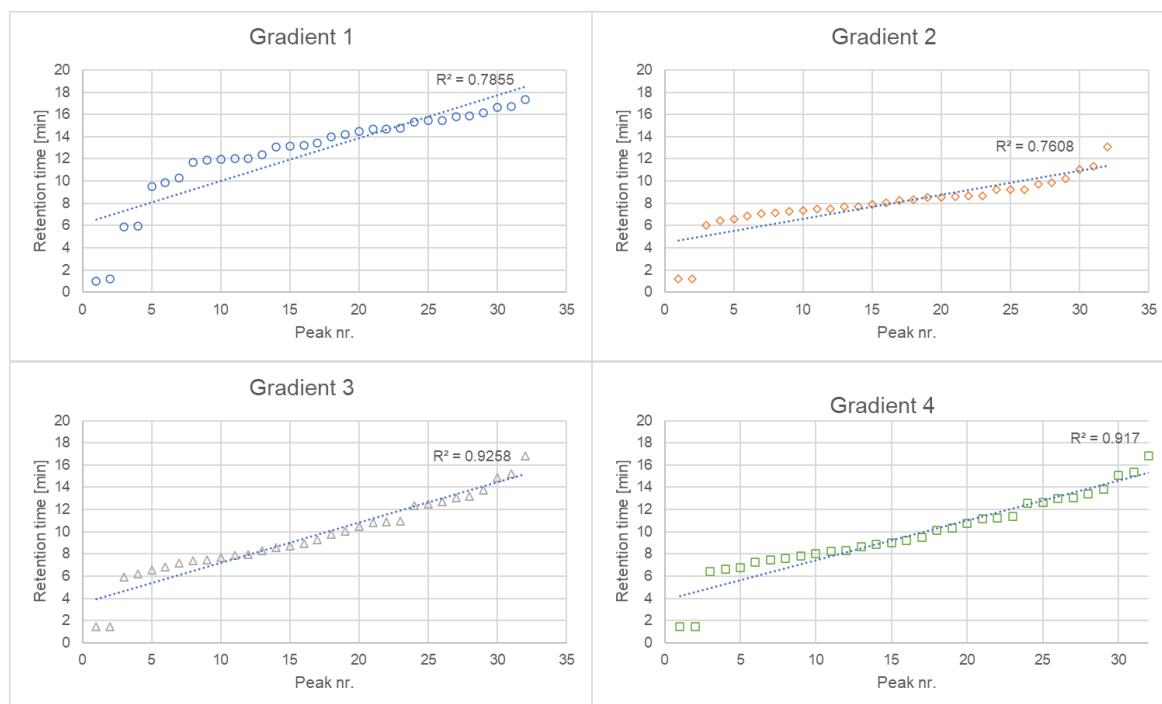 Gradient 1
R² = 0.7855
Retention time [min]
20
18
16
14
12
10
8
6
4
2
0
0 5 10 15 20 25 30 35
Peak nr.
Gradient 2
R² = 0.7608
Retention time [min]
20
18
16
14
12
10
8
6
4
2
0
0 5 10 15 20 25 30 35
Peak nr.
Gradient 3
R² = 0.9258
Retention time [min]
20
18
16
14
12
10
8
6
4
2
0
0 5 10 15 20 25 30 35
Peak nr.
Gradient 4
R² = 0.917
Retention time [min]
20
18
16
14
12
10
8
6
4
2
0
0 5 10 15 20 25 30
Peak nr.